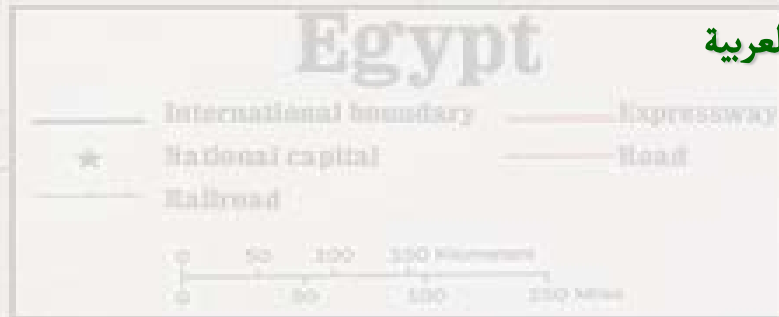 Egypt
لعربية
International boundary Expressway
National capital Road
Railroad
0 50 100 150 Kilometers
0 50 100 150 Miles